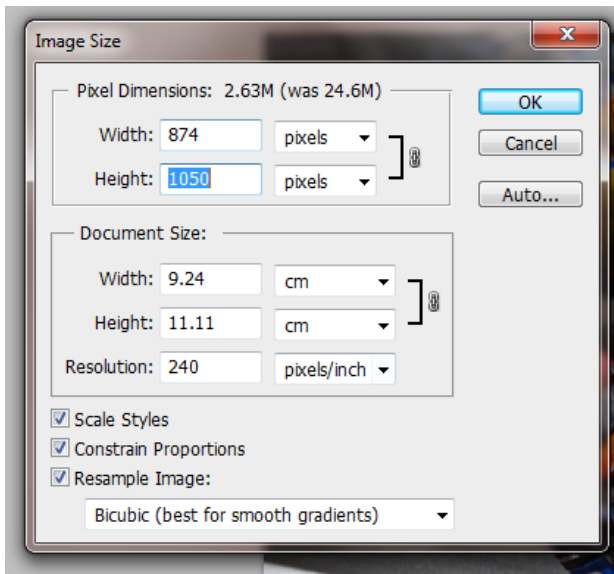 Image Size
Pixel Dimensions: 2.63M (was 24.6M)
Width: 874 pixels
Height: 1050 pixels
OK
Cancel
Auto...
Document Size:
Width: 9.24 cm
Height: 11.11 cm
Resolution: 240 pixels/inch
Scale Styles
Constrain Proportions
Resample Image:
Bicubic (best for smooth gradients)